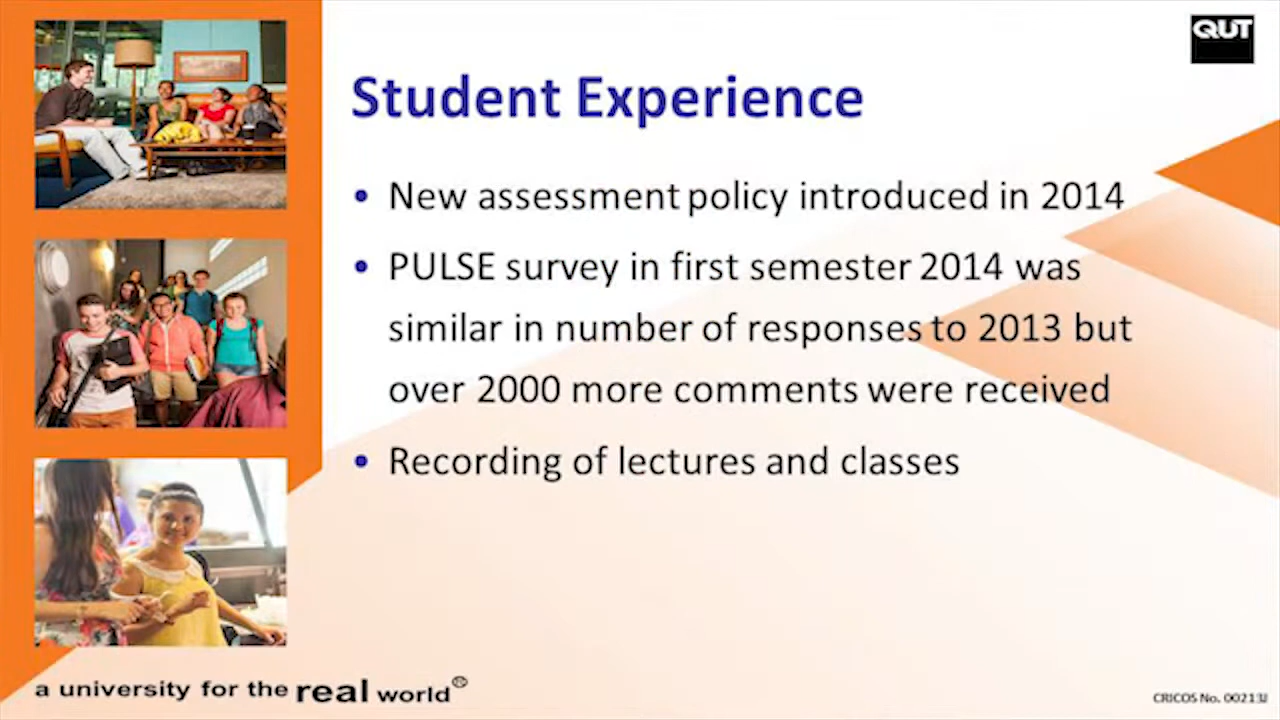 QUT
Student Experience
• New assessment policy introduced in 2014
• PULSE survey in first semester 2014 was
similar in number of responses to 2013 but
over 2000 more comments were received
• Recording of lectures and classes
a university for the real world®
CRICOS No. 00213J